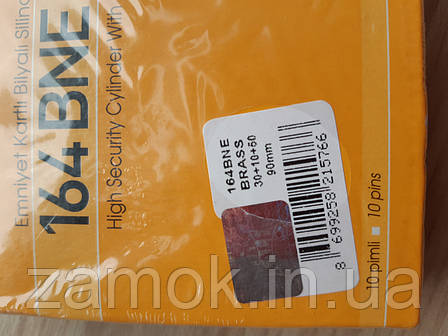 Emniyet Kartlı Bilyalı Silind
164 BNE
High Security Cylinder With
164BNE
BRASS
30+10+50
90mm
8 699258 215766
10 pimli 10 pins
zamok.in.ua